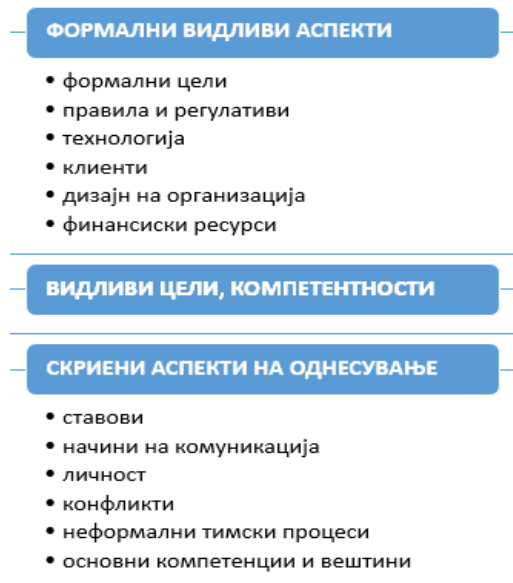 ФОРМАЛНИ ВИДЛИВИ АСПЕКТИ
• формални цели
• правила и регулативи
• технологија
• клиенти
• дизајн на организација
• финансиски ресурси
ВИДЛИВИ ЦЕЛИ, КОМПЕТЕНТНОСТИ
СКРИЕНИ АСПЕКТИ НА ОДНЕСУВАЊЕ
• ставови
• начини на комуникација
• личност
• конфликти
• неформални тимски процеси
• основни компетенции и вештини